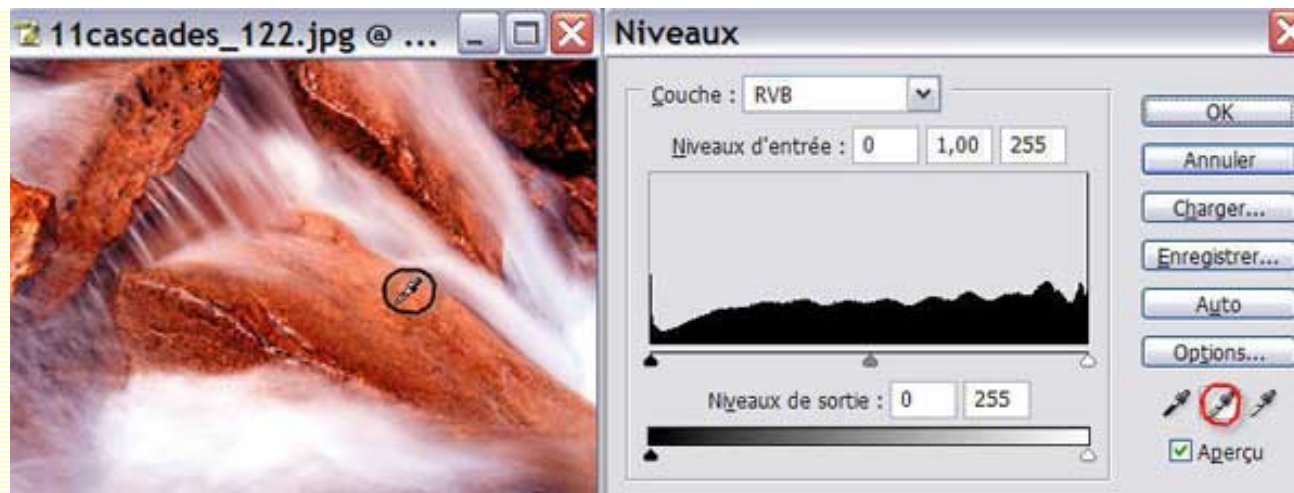 11cascades_122.jpg @ ...
Niveaux
Couche : RVB
OK
Niveaux d'entrée : 0 1,00 255
Annuler
Charger...
Enregistrer...
Auto
Options...
Niveaux de sortie : 0 255
Aperçu